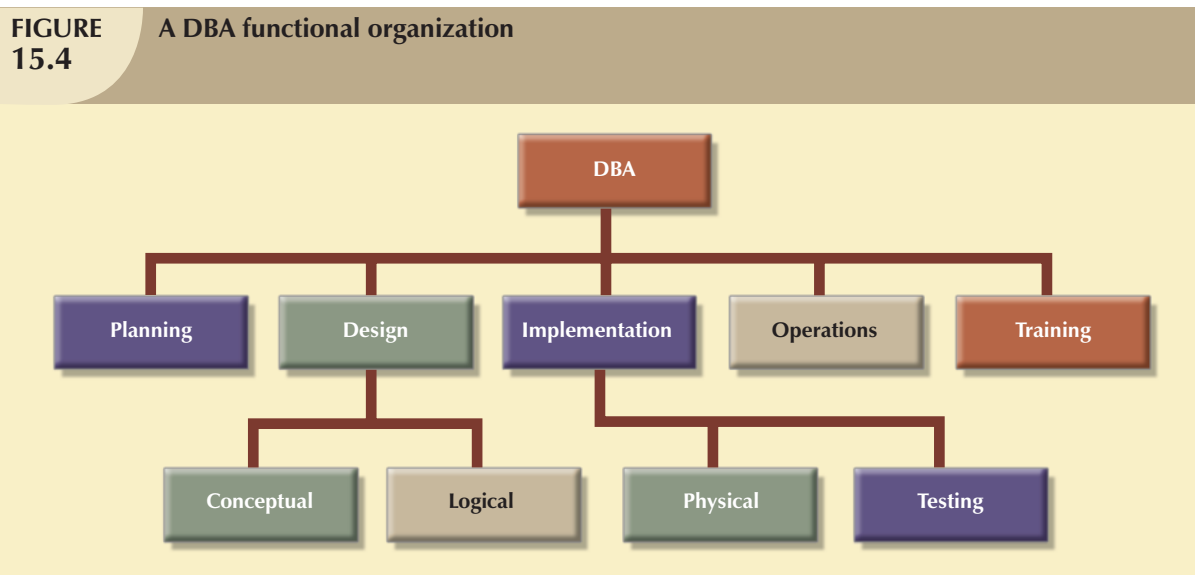 FIGURE
15.4
A DBA functional organization
DBA
Planning
Design
Implementation
Operations
Training
Conceptual
Logical
Physical
Testing